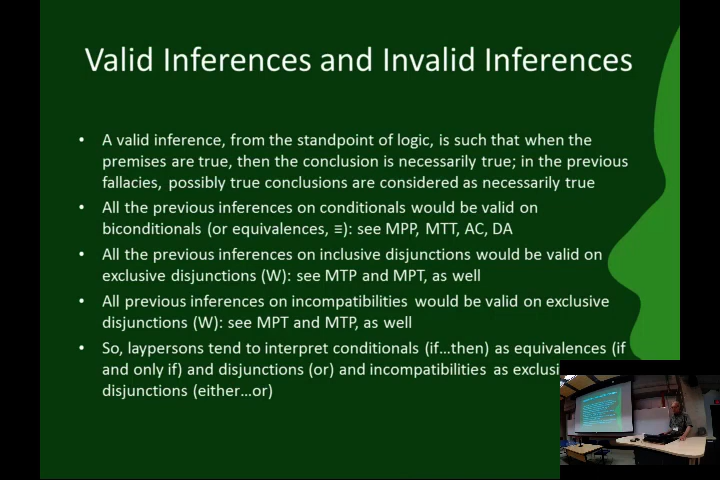 Valid Inferences and Invalid Inferences
• A valid inference, from the standpoint of logic, is such that when the
premises are true, then the conclusion is necessarily true; in the previous
fallacies, possibly true conclusions are considered as necessarily true
• All the previous inferences on conditionals would be valid on
biconditionals (or equivalences, ≡): see MPP, MTT, AC, DA
• All the previous inferences on inclusive disjunctions would be valid on
exclusive disjunctions (W): see MTP and MPT, as well
• All previous inferences on incompatibilities would be valid on exclusive
disjunctions (W): see MPT and MTP, as well
• So, laypersons tend to interpret conditionals (if...then) as equivalences (if
and only if) and disjunctions (or) and incompatibilities as exclusi
disjunctions (either...or)